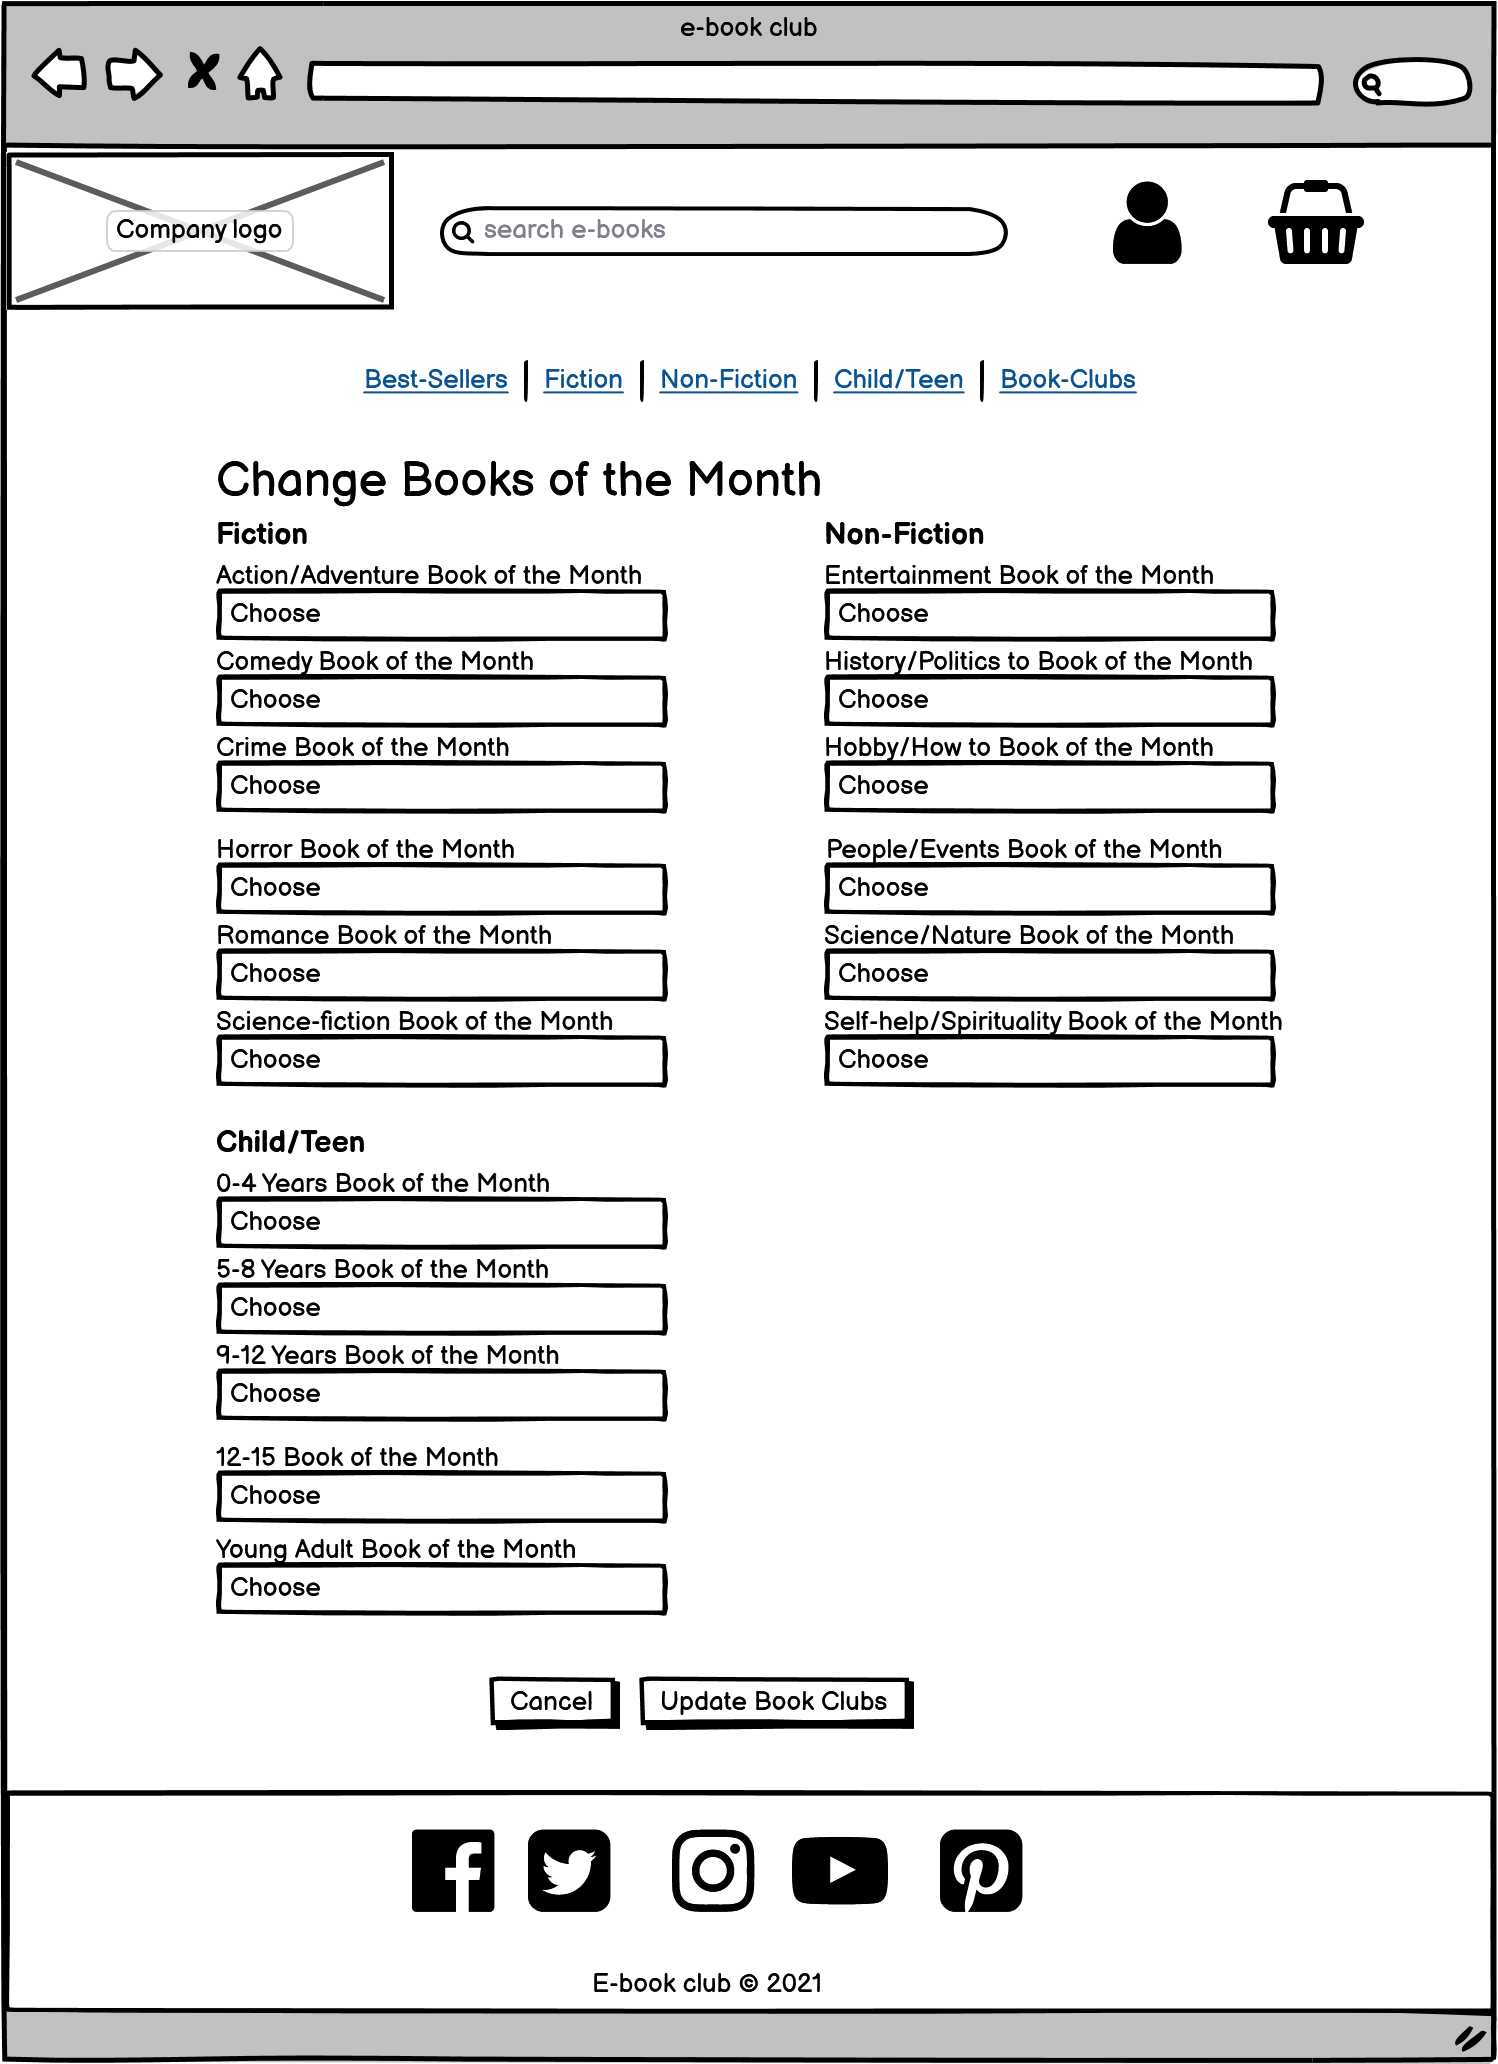 e-book club
Company logo
search e-books
Best-Sellers
Fiction
Non-Fiction
Child/Teen
Book-Clubs
Change Books of the Month
Fiction
Action/Adventure Book of the Month
Choose
Comedy Book of the Month
Choose
Crime Book of the Month
Choose
Horror Book of the Month
Choose
Romance Book of the Month
Choose
Science-fiction Book of the Month
Choose
Non-Fiction
Entertainment Book of the Month
Choose
History/Politics to Book of the Month
Choose
Hobby/How to Book of the Month
Choose
People/Events Book of the Month
Choose
Science/Nature Book of the Month
Choose
Self-help/Spirituality Book of the Month
Choose
Child/Teen
0-4 Years Book of the Month
Choose
5-8 Years Book of the Month
Choose
9-12 Years Book of the Month
Choose
12-15 Book of the Month
Choose
Young Adult Book of the Month
Choose
Cancel
Update Book Clubs
E-book club © 2021